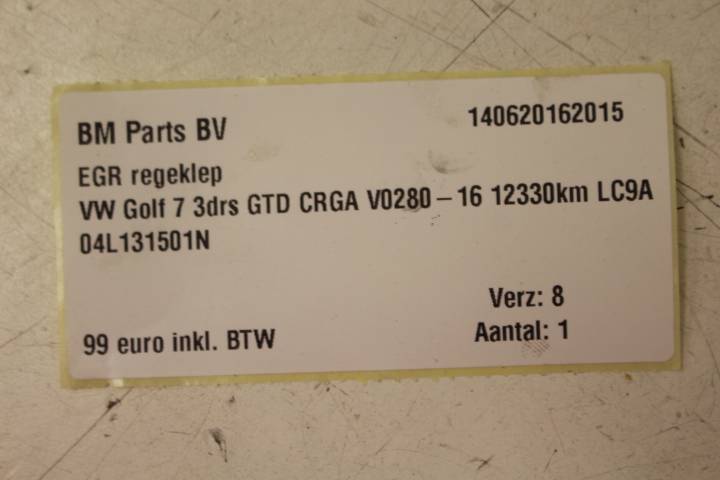 BM Parts BV 140620162015
EGR regeklep
VW Golf 7 3drs GTD CRGA V0280-16 12330km LC9A
04L131501N
Verz: 8
99 euro inkl. BTW Aantal: 1